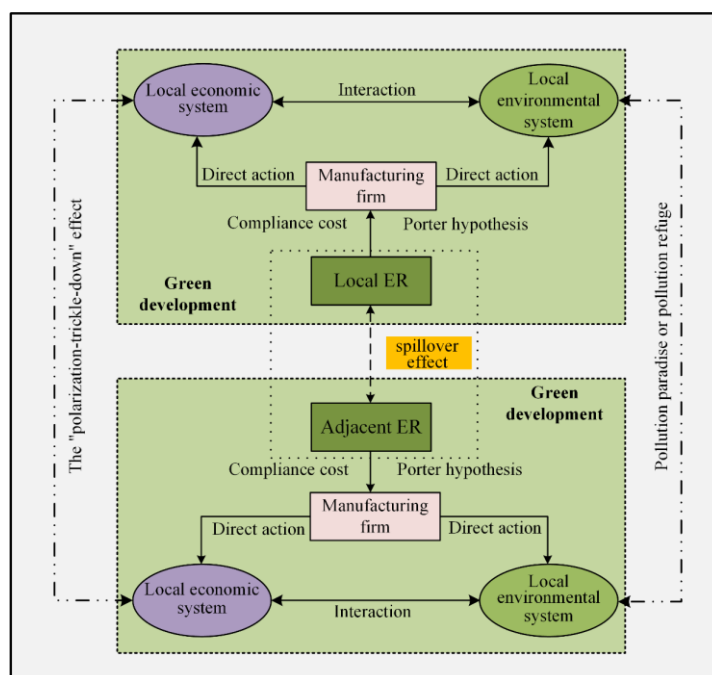 Local economic
system
Interaction
Local
environmental
system
Direct action
Manufacturing
firm
Direct action
Compliance cost
Porter hypothesis
Green
development
Local ER
spillover
effect
The "polarization-trickle-down" effect
Pollution paradise or pollution refuge
Green
development
Adjacent ER
Compliance cost
Porter hypothesis
Manufacturing
firm
Direct action
Direct action
Local economic
system
Interaction
Local
environmental
system